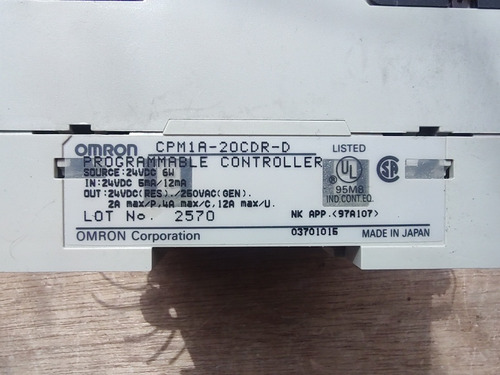 OMRON CPM1A-20CDR-D LISTED
PROGRAMMABLE CONTROLLER
SOURCE:24VDC 6W
IN:24VDC 5mA/12mA
OUT:24VDC(RES).⁄250VAC(GEN).
2A max/P.4A max/C.12A max/U.
LOT No. 2570
UL
®
95M8
IND.CONT.EQ.
SA
NK APP.<97A107>
OMRON Corporation 03701015 MADE IN JAPAN